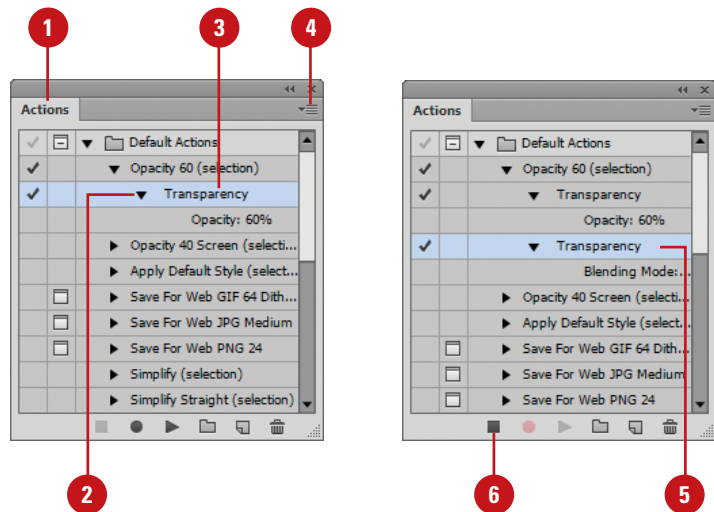 1
3
4
Actions
Default Actions
Opacity 60 (selection)
Transparency
Opacity: 60%
Opacity 40 Screen (selecti...
Apply Default Style (select...
Save For Web GIF 64 Dith...
Save For Web JPG Medium
Save For Web PNG 24
Simplify (selection)
Simplify Straight (selection)
2
Actions
Default Actions
Opacity 60 (selection)
Transparency
Opacity: 60%
Transparency
Blending Mode:...
Opacity 40 Screen (selecti...
Apply Default Style (select...
Save For Web GIF 64 Dith...
Save For Web JPG Medium
Save For Web PNG 24
6
5